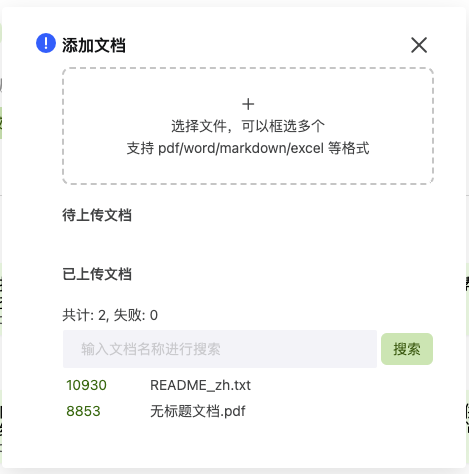 添加文档
选择文件，可以框选多个
支持 pdf/word/markdown/excel 等格式
待上传文档
已上传文档
共计: 2, 失败: 0
输入文档名称进行搜索
搜索
10930 README_zh.txt
8853 无标题文档.pdf